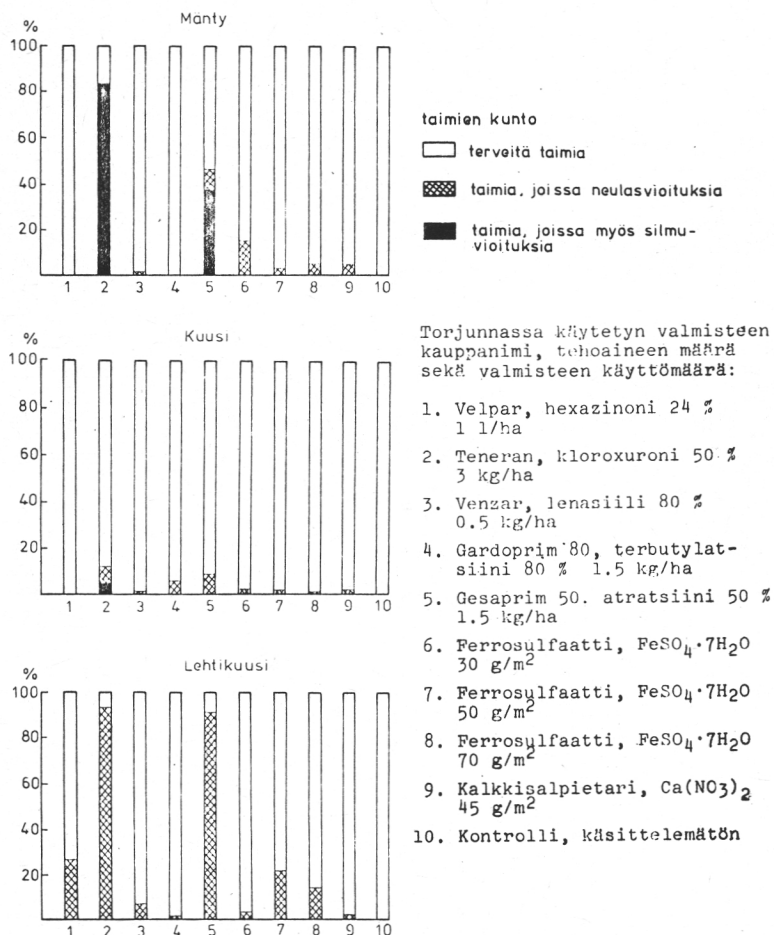 Mänty
%
100
80
60
40
20
1 2 3 4 5 6 7 8 9 10
taimien kunto
terveitä taimia
taimia, joissa neulasvioituksia
taimia, joissa myös silmu-
vioituksia
Kuusi
%
100
80
60
40
20
1 2 3 4 5 6 7 8 9 10
Lehtikuusi
%
100
80
60
40
20
1 2 3 4 5 6 7 8 9 10
Torjunnassa käytetyn valmisteen
kauppanimi, tehoaineen määrä
sekä valmisteen käyttömäärä:
1. Velpar, hexazinoni 24 %
1 l/ha
2. Teneran, kloroxuroni 50 %
3 kg/ha
3. Venzar, lenasiili 80 %
0.5 kg/ha
4. Gardoprim 80, terbutylat-
siini 80 % 1.5 kg/ha
5. Gesaprim 50. atratsiini 50 %
1.5 kg/ha
6. Ferrosulfaatti, FeSO₄·7H₂O
30 g/m²
7. Ferrosulfaatti, FeSO₄·7H₂O
50 g/m²
8. Ferrosulfaatti, FeSO₄·7H₂O
70 g/m²
9. Kalkkisalpietari, Ca(NO₃)₂
45 g/m²
10. Kontrolli, käsittelemätön